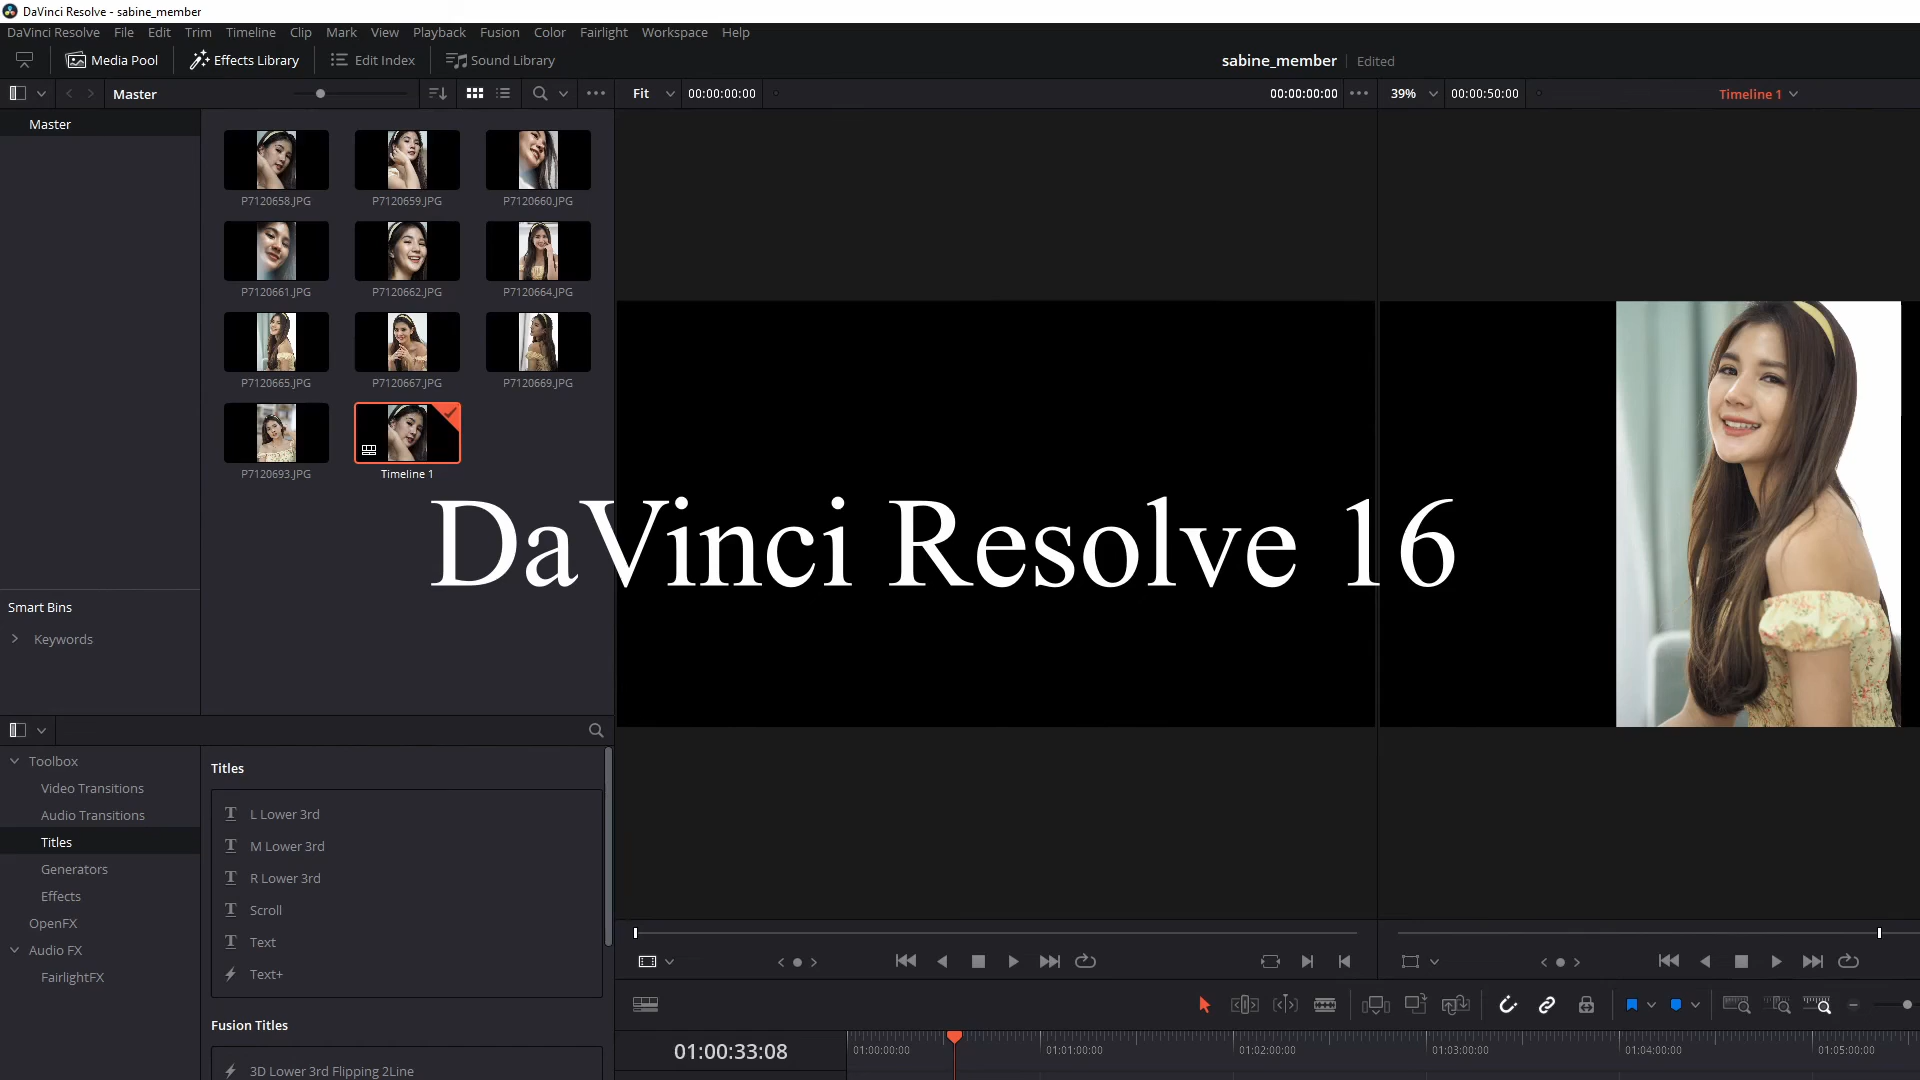 DaVinci Resolve - sabine_member
DaVinci Resolve File Edit Trim Timeline Clip Mark View Playback Fusion Color Fairlight Workspace Help
Media Pool Effects Library Edit Index Sound Library sabine_member Edited
Master Fit 00:00:00:00 00:00:00:00 39% 00:00:50:00 Timeline 1
Master
P7120658.JPG P7120659.JPG P7120660.JPG
P7120661.JPG P7120662.JPG P7120664.JPG
P7120665.JPG P7120667.JPG P7120669.JPG
P7120693.JPG Timeline 1
DaVinci Resolve 16
Smart Bins
Keywords
Toolbox
Video Transitions
Audio Transitions
Titles
Generators
Effects
OpenFX
Audio FX
FairlightFX
Titles
L Lower 3rd
M Lower 3rd
R Lower 3rd
Scroll
Text
Text+
Fusion Titles
3D Lower 3rd Flipping 2Line
01:00:33:08 01:00:00:00 01:01:00:00 01:02:00:00 01:03:00:00 01:04:00:00 01:05:00:00